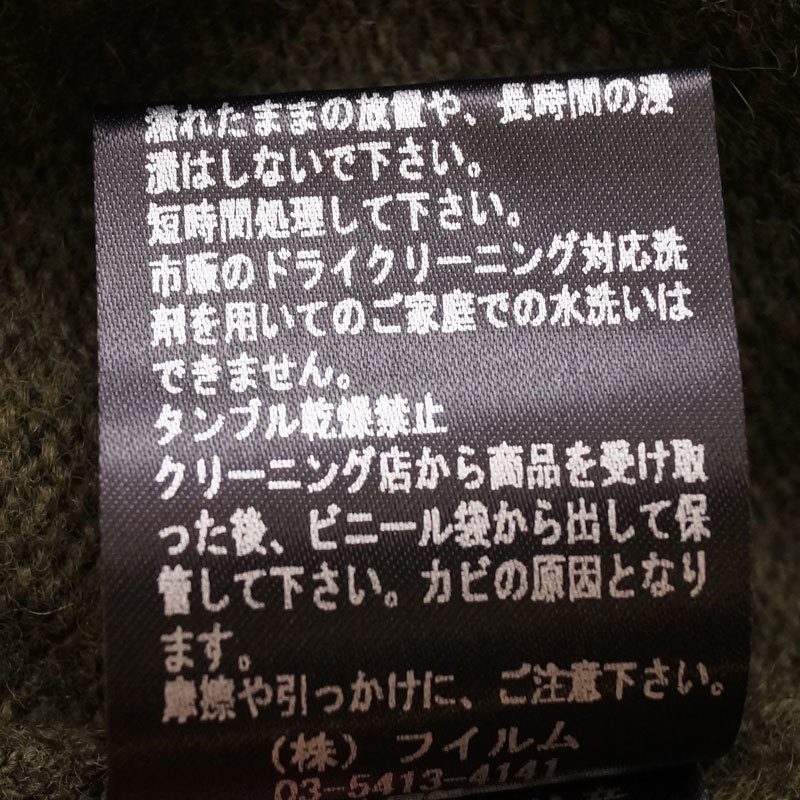 濡れたままの放置や、長時間の浸
漬はしないで下さい。
短時間処理して下さい。
市販のドライクリーニング対応洗
剤を用いてのご家庭での水洗いは
できません。
タンブル乾燥禁止
クリーニング店から商品を受け取
った後、ビニール袋から出して保
管して下さい。カビの原因となり
ます。
摩擦や引っかけに、ご注意下さい。
(株) フイルム
03-5413-4141